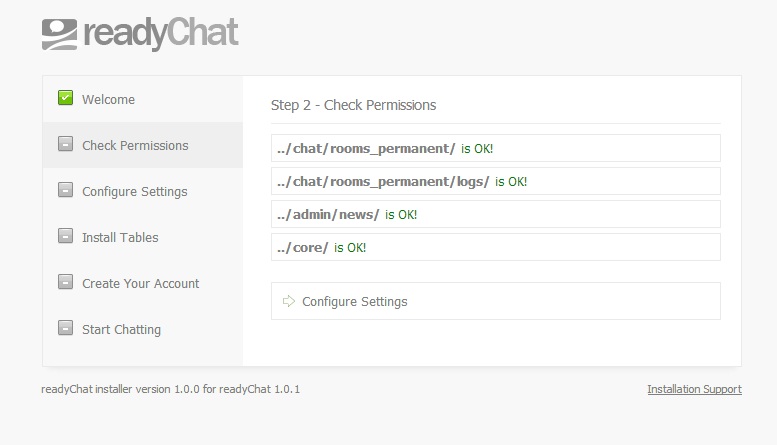 readyChat
Welcome
Check Permissions
Configure Settings
Install Tables
Create Your Account
Start Chatting
Step 2 - Check Permissions
../chat/rooms_permanent/ is OK!
../chat/rooms_permanent/logs/ is OK!
../admin/news/ is OK!
../core/ is OK!
Configure Settings
readyChat installer version 1.0.0 for readyChat 1.0.1
Installation Support